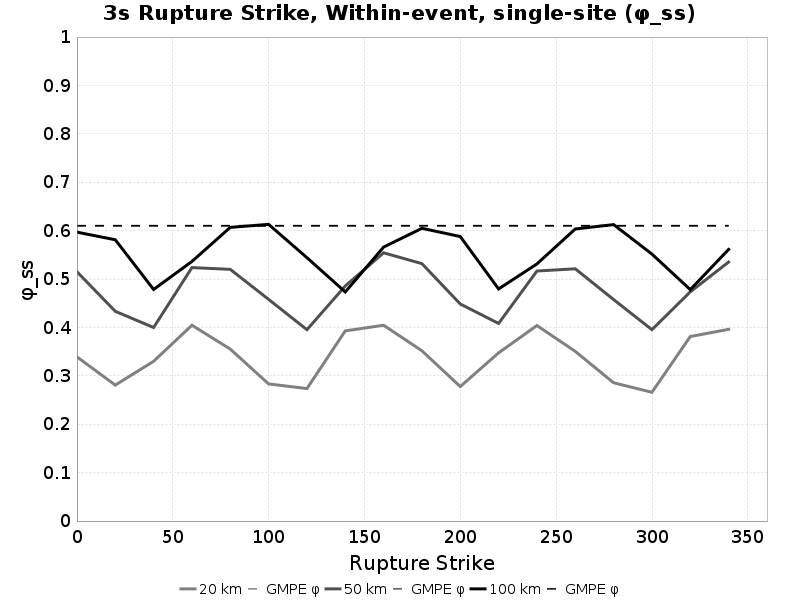 3s Rupture Strike, Within-event, single-site (φ_ss)
φ_ss
1
0.9
0.8
0.7
0.6
0.5
0.4
0.3
0.2
0.1
0
0 50 100 150 200 250 300 350
Rupture Strike
20 km GMPE φ 50 km GMPE φ 100 km GMPE φ